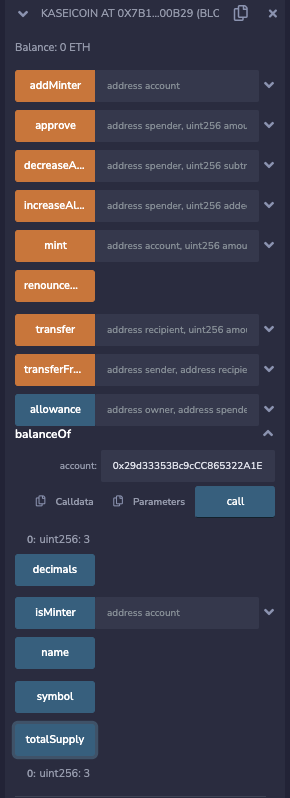 KASEICOIN AT 0X7B1...00B29 (BLC
Balance: 0 ETH
addMinter address account
approve address spender, uint256 amou
decreaseA... address spender, uint256 subtr
increaseAl... address spender, uint256 adde
mint address account, uint256 amou
renounce...
transfer address recipient, uint256 amou
transferFr... address sender, address recipie
allowance address owner, address spende
balanceOf
account: 0x29d33353Bc9cCC865322A1E
Calldata Parameters call
0: uint256: 3
decimals
isMinter address account
name
symbol
totalSupply
0: uint256: 3